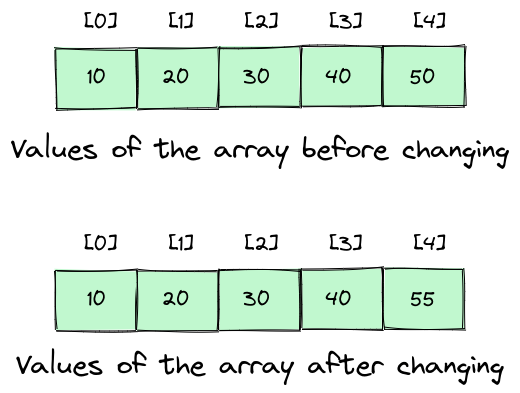 [0] [1] [2] [3] [4]
10 20 30 40 50
Values of the array before changing
[0] [1] [2] [3] [4]
10 20 30 40 55
Values of the array after changing